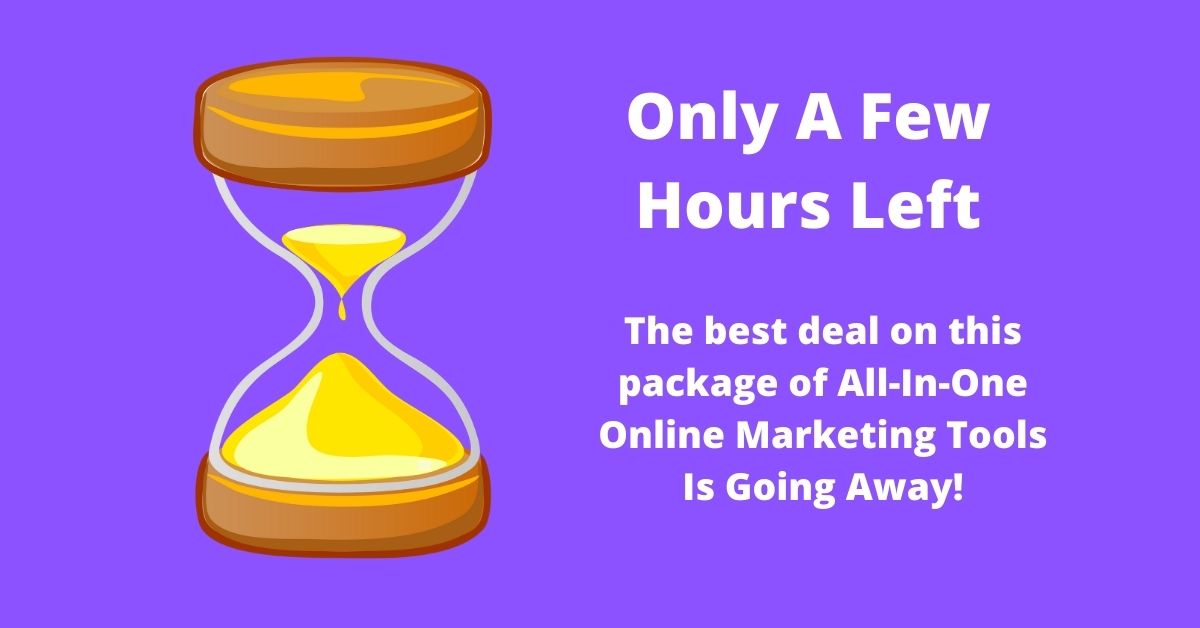 Only A Few
Hours Left
The best deal on this
package of All-In-One
Online Marketing Tools
Is Going Away!